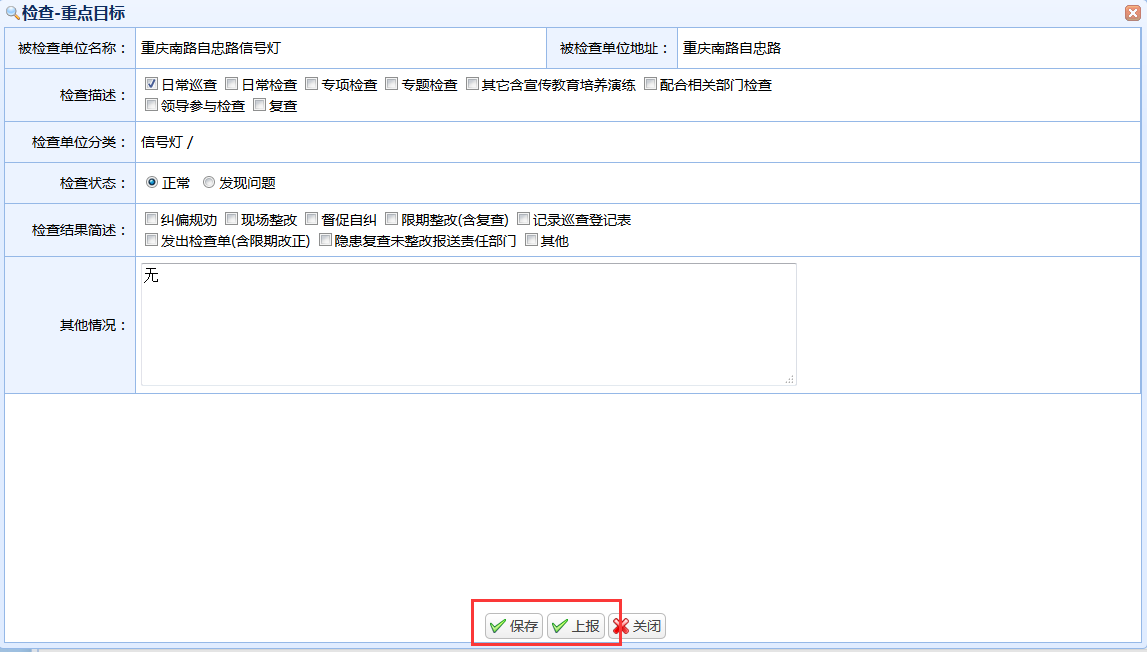 检查-重点目标
被检查单位名称： 重庆南路自忠路信号灯 被检查单位地址： 重庆南路自忠路
检查描述： 日常巡查 日常检查 专项检查 专题检查 其它含宣传教育培养演练 配合相关部门检查
领导参与检查 复查
检查单位分类： 信号灯 /
检查状态： 正常 发现问题
检查结果简述： 纠偏规劝 现场整改 督促自纠 限期整改(含复查) 记录巡查登记表
发出检查单(含限期改正) 隐患复查未整改报送责任部门 其他
其他情况： 无
保存 上报 关闭